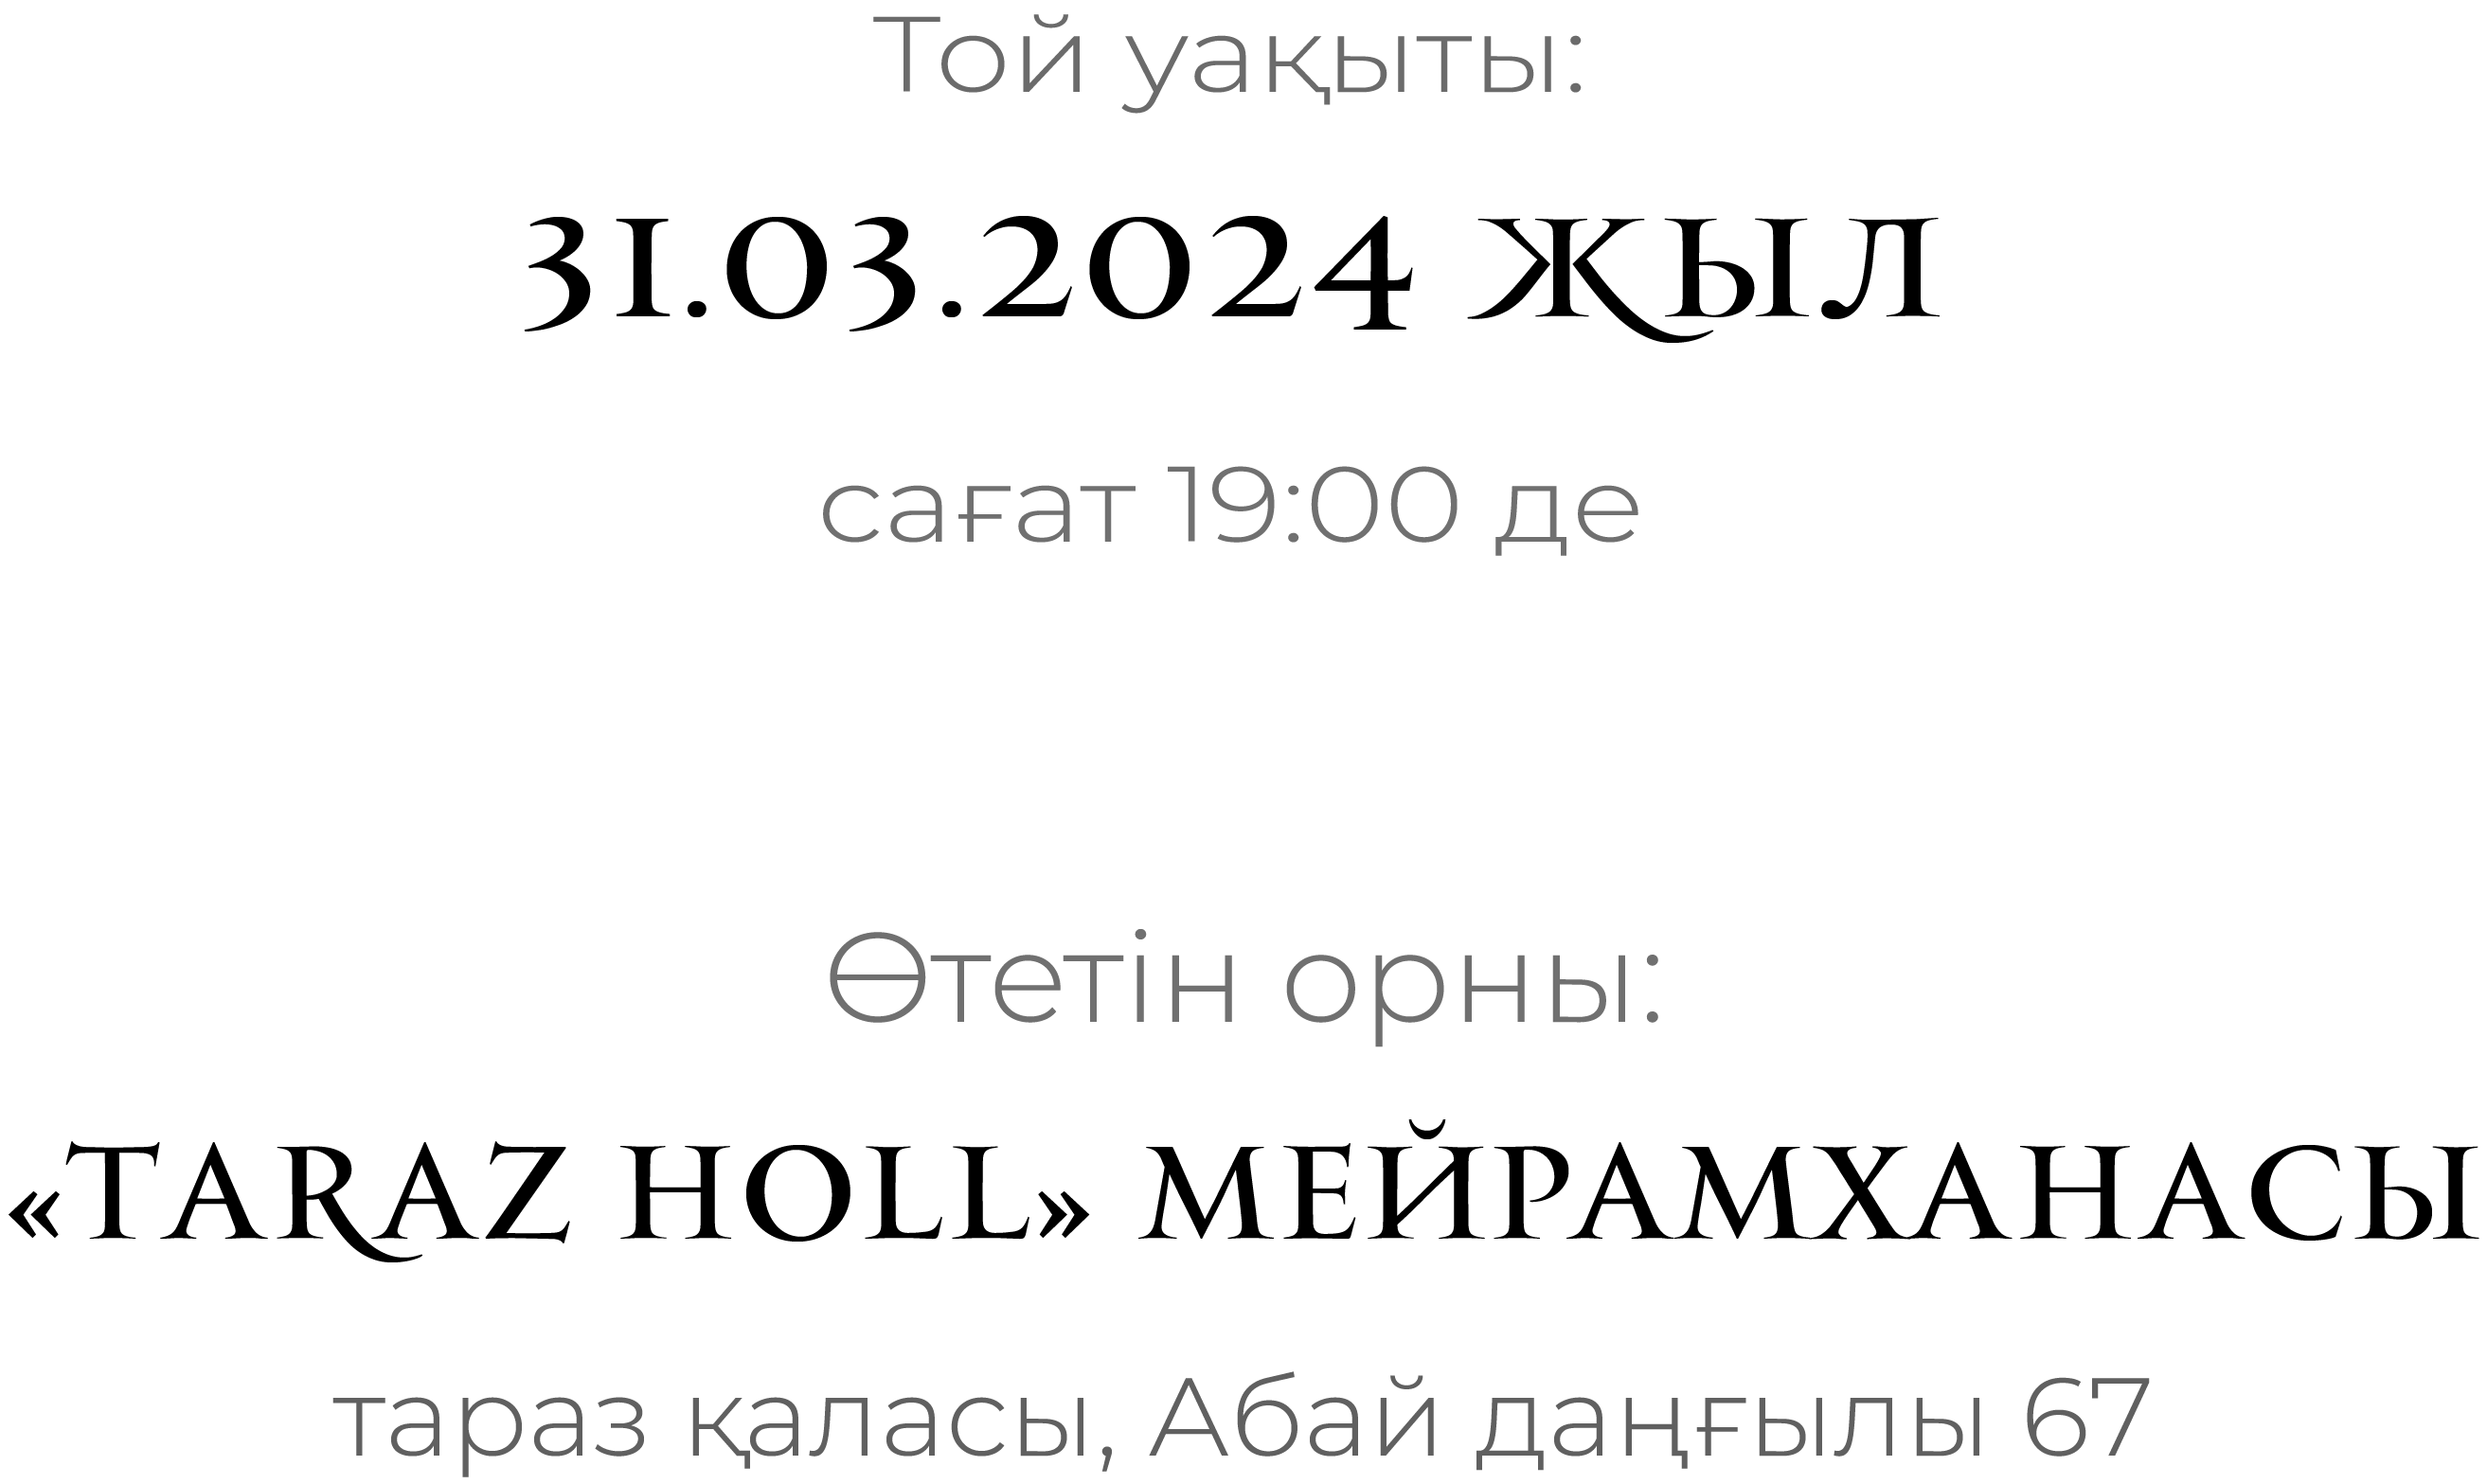 Той уақыты:
31.03.2024 ЖЫЛ
сағат 19:00 де
Өтетін орны:
«TARAZ HOLL» МЕЙРАМХАНАСЫ
тараз қаласы, Абай даңғылы 67